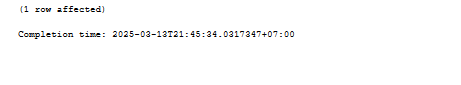 (1 row affected)
Completion time: 2025-03-13T21:45:34.0317347+07:00